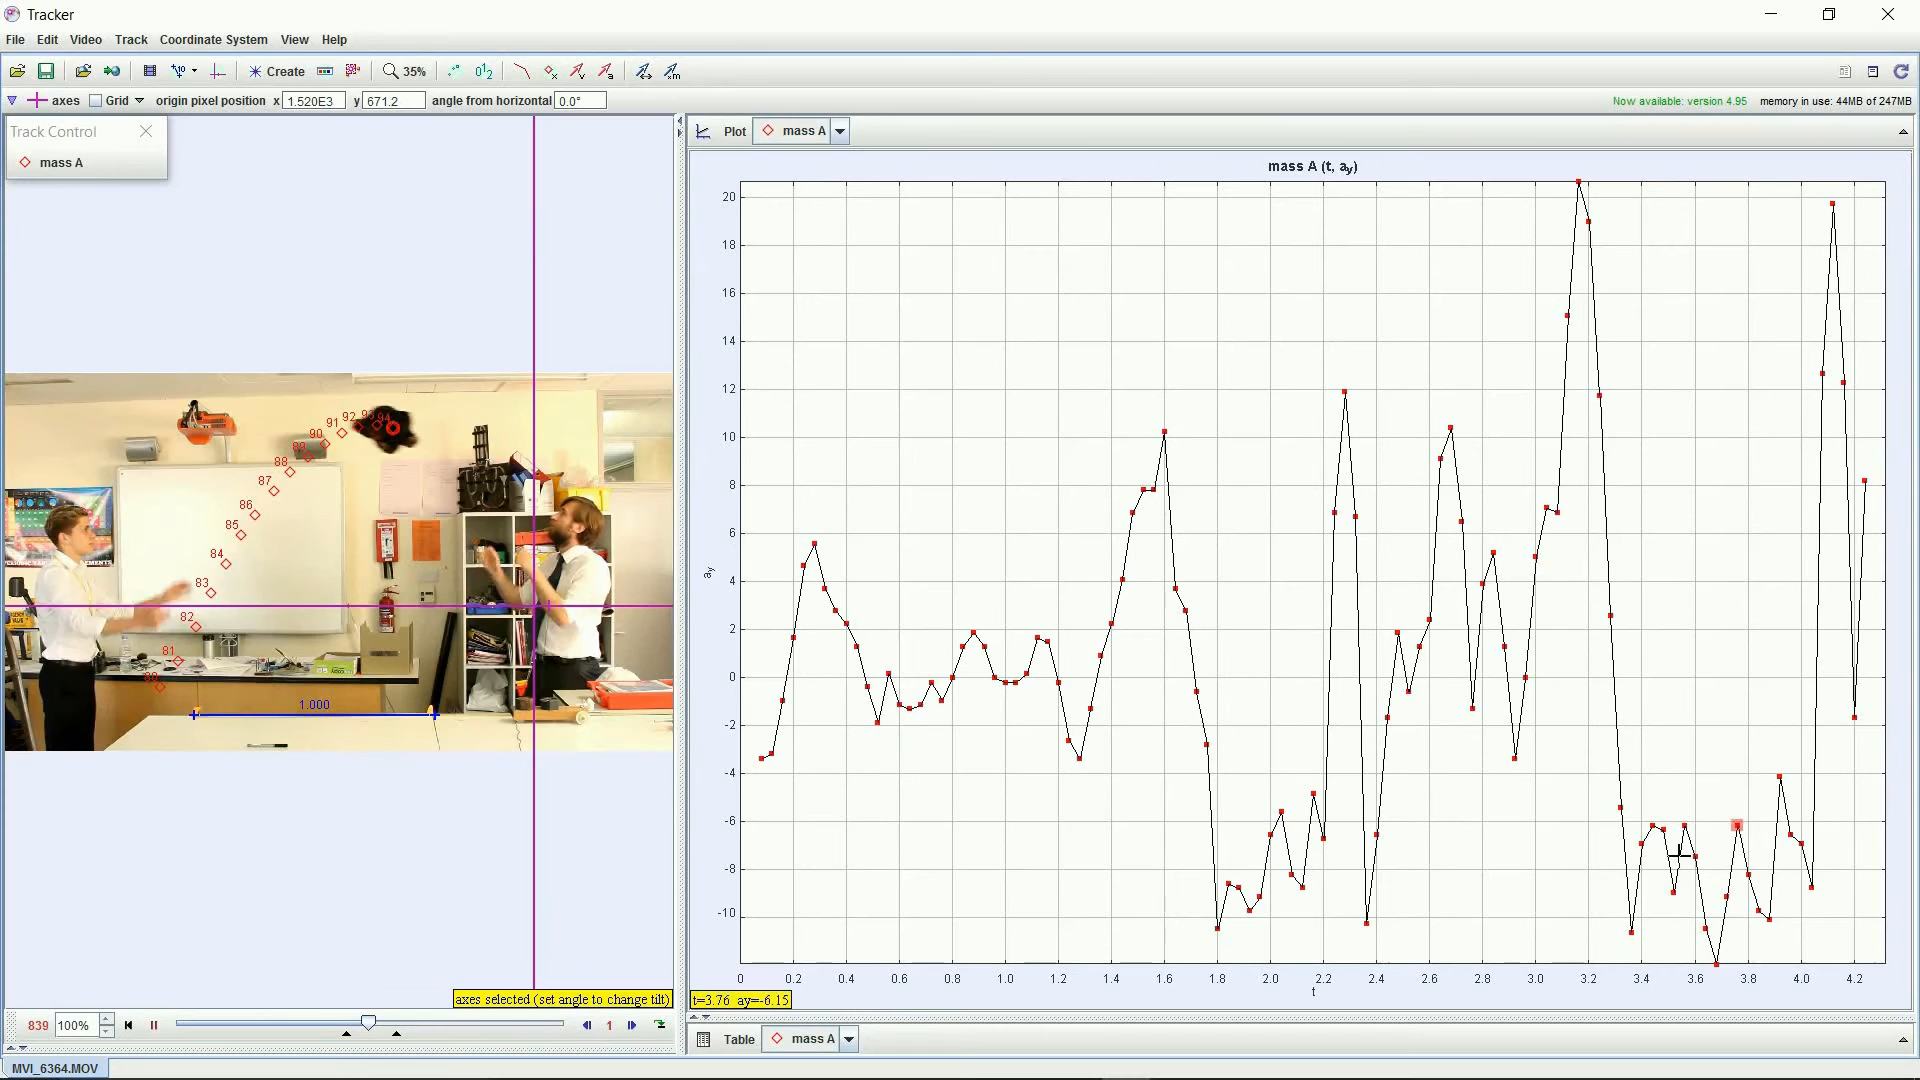 Tracker
File Edit Video Track Coordinate System View Help
Create 35%
axes Grid origin pixel position x 1.520E3 y 671.2 angle from horizontal 0.0°
Now available: version 4.95 memory in use: 44MB of 247MB
Track Control
mass A
Plot mass A
mass A (t, ay)
20
18
16
14
12
10
8
6
4
2
0
-2
-4
-6
-8
-10
ay
0 0.2 0.4 0.6 0.8 1.0 1.2 1.4 1.6 1.8 2.0 2.2 2.4 2.6 2.8 3.0 3.2 3.4 3.6 3.8 4.0 4.2
t
94
93
92
91
90
89
88
87
86
85
84
83
82
81
1.000
axes selected (set angle to change tilt)
t=3.76 ay=-6.15
839 100% 1
Table mass A
MVI_6364.MOV